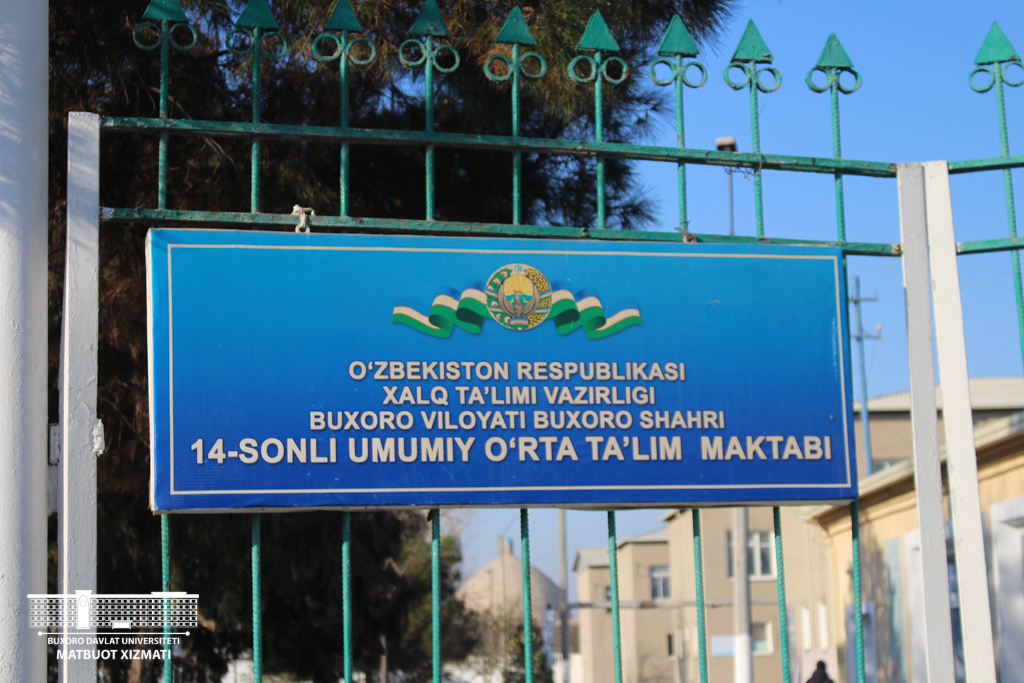 O‘ZBEKISTON RESPUBLIKASI
XALQ TA’LIMI VAZIRLIGI
BUXORO VILOYATI BUXORO SHAHRI
14-SONLI UMUMIY O‘RTA TA’LIM MAKTABI
BUXORO DAVLAT UNIVERSITETI
MATBUOT XIZMATI